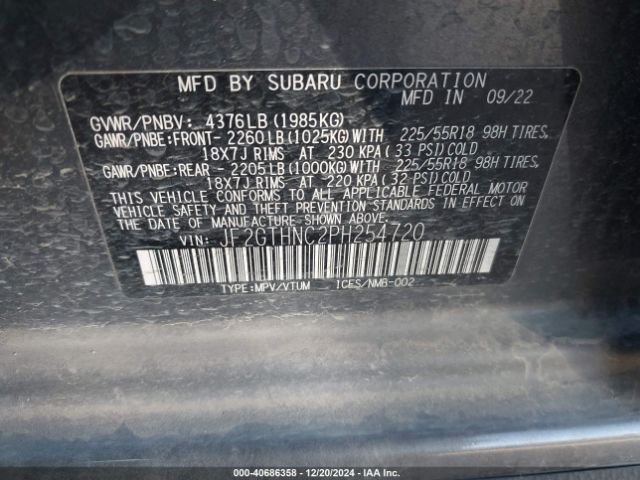 MFD BY SUBARU CORPORATION
MFD IN 09/22
GVWR/PNBV: 4376LB(1985KG)
GAWR/PNBE:FRONT- 2260LB(1025KG)WITH 225/55R18 98H TIRES,
18X7J RIMS AT 230 KPA(33 PSI)COLD
GAWR/PNBE:REAR - 2205LB(1000KG)WITH 225/55R18 98H TIRES,
18X7J RIMS AT 220 KPA(32 PSI)COLD
THIS VEHICLE CONFORMS TO ALL APPLICABLE FEDERAL MOTOR
VEHICLE SAFETY AND THEFT PREVENTION STANDARDS IN EFFECT ON
THE DATE OF MANUFACTURE SHOWN ABOVE.
VIN: JF2GTHNC2PH254720
TYPE:MPV/VTUM ICES/NMB-002
000-40686358 - 12/20/2024 - IAA Inc.